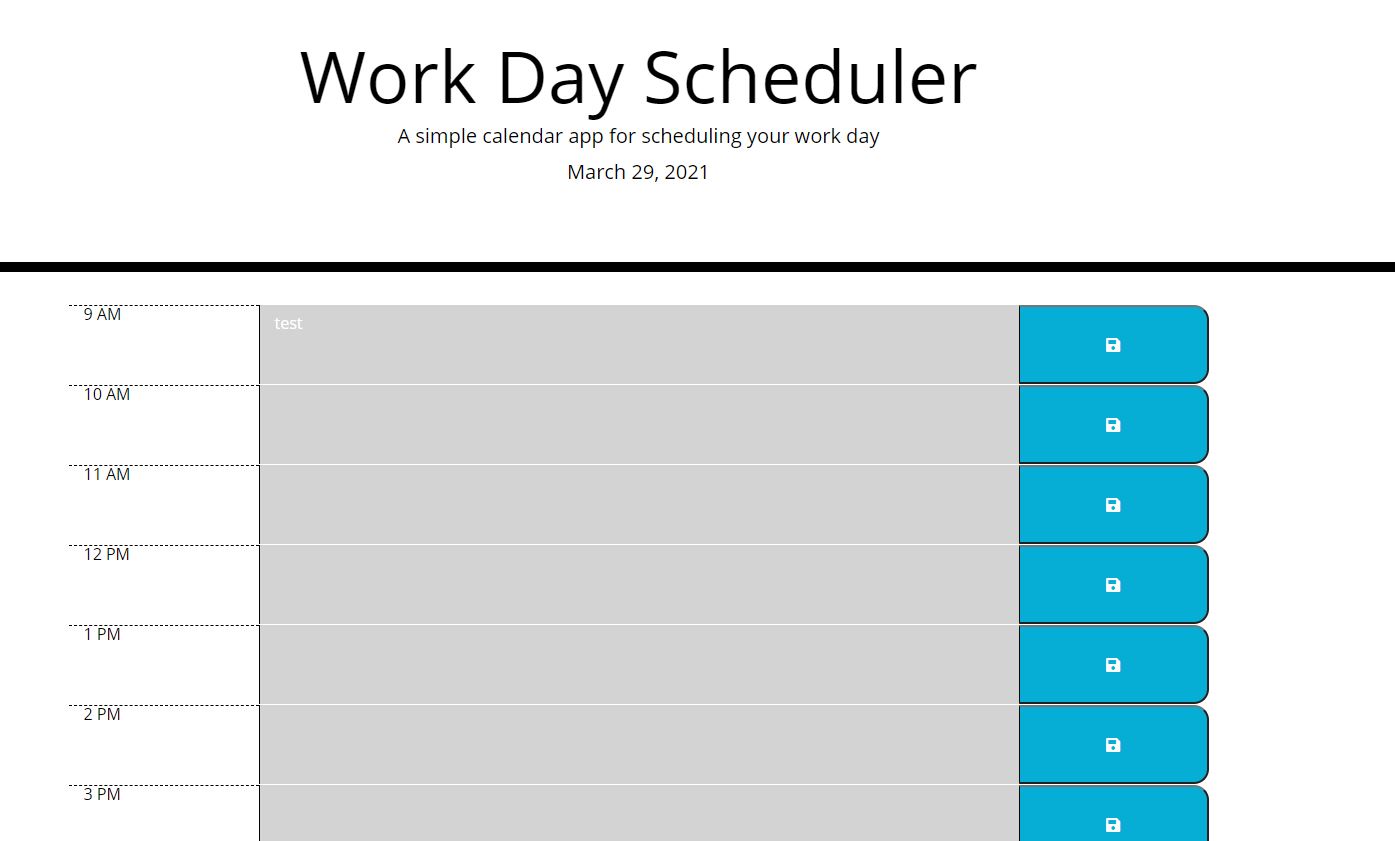 Work Day Scheduler
A simple calendar app for scheduling your work day
March 29, 2021
9 AM
test
10 AM
11 AM
12 PM
1 PM
2 PM
3 PM